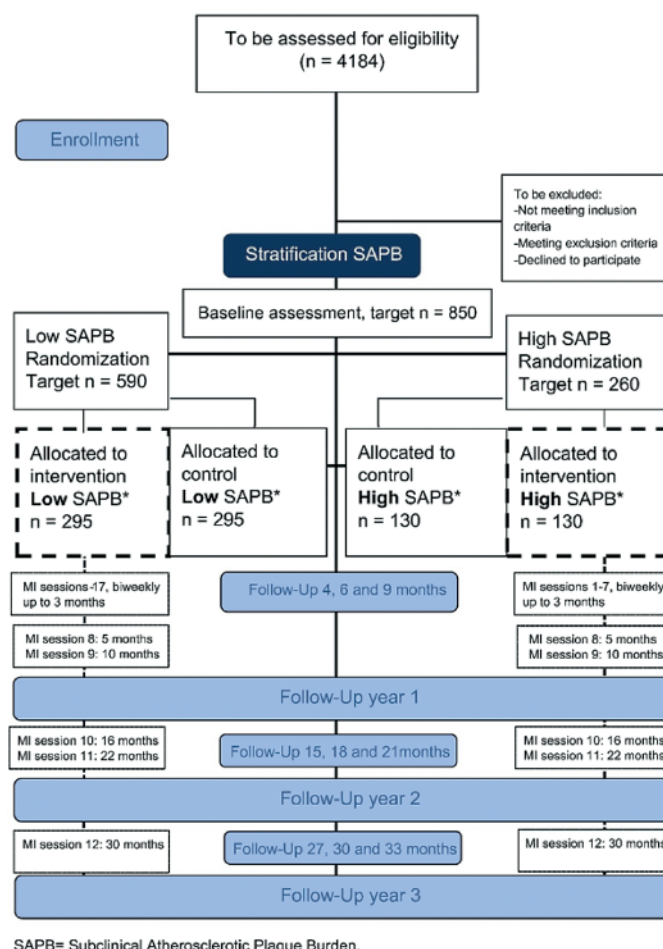 To be assessed for eligibility
(n = 4184)
Enrollment
To be excluded:
-Not meeting inclusion
criteria
-Meeting exclusion criteria
-Declined to participate
Stratification SAPB
Baseline assessment, target n = 850
Low SAPB
Randomization
Target n = 590
High SAPB
Randomization
Target n = 260
Allocated to
intervention
Low SAPB*
n = 295
Allocated to
control
Low SAPB*
n = 295
Allocated to
control
High SAPB*
n = 130
Allocated to
intervention
High SAPB*
n = 130
MI sessions-17, biweekly
up to 3 months
Follow-Up 4, 6 and 9 months
MI sessions 1-7, biweekly
up to 3 months
MI session 8: 5 months
MI session 9: 10 months
MI session 8: 5 months
MI session 9: 10 months
Follow-Up year 1
MI session 10: 16 months
MI session 11: 22 months
Follow-Up 15, 18 and 21months
MI session 10: 16 months
MI session 11: 22 months
Follow-Up year 2
MI session 12: 30 months
Follow-Up 27, 30 and 33 months
MI session 12: 30 months
Follow-Up year 3
SAPB= Subclinical Atherosclerotic Plaque Burden.